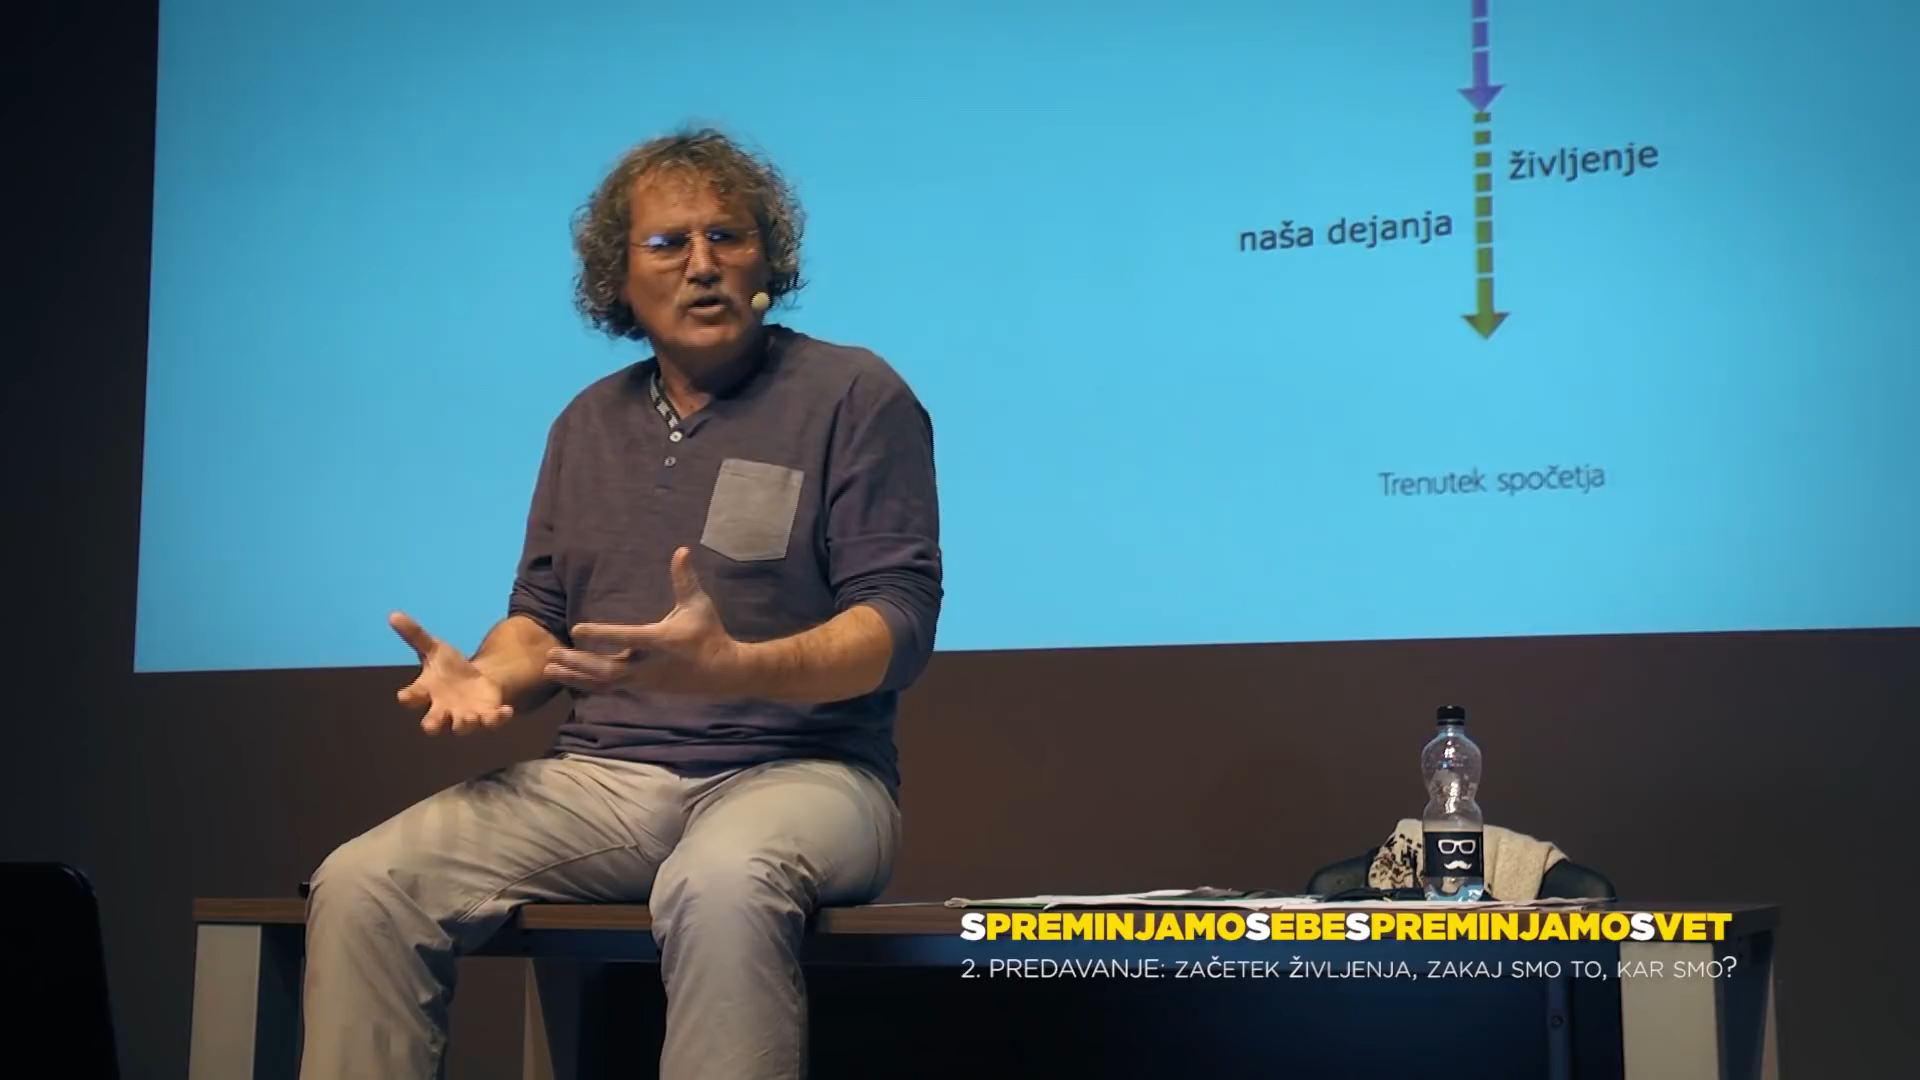 življenje
naša dejanja
Trenutek spočetja
SPREMINJAMOSEBESPREMINJAMOSVET
2. PREDAVANJE: ZAČETEK ŽIVLJENJA, ZAKAJ SMO TO, KAR SMO?